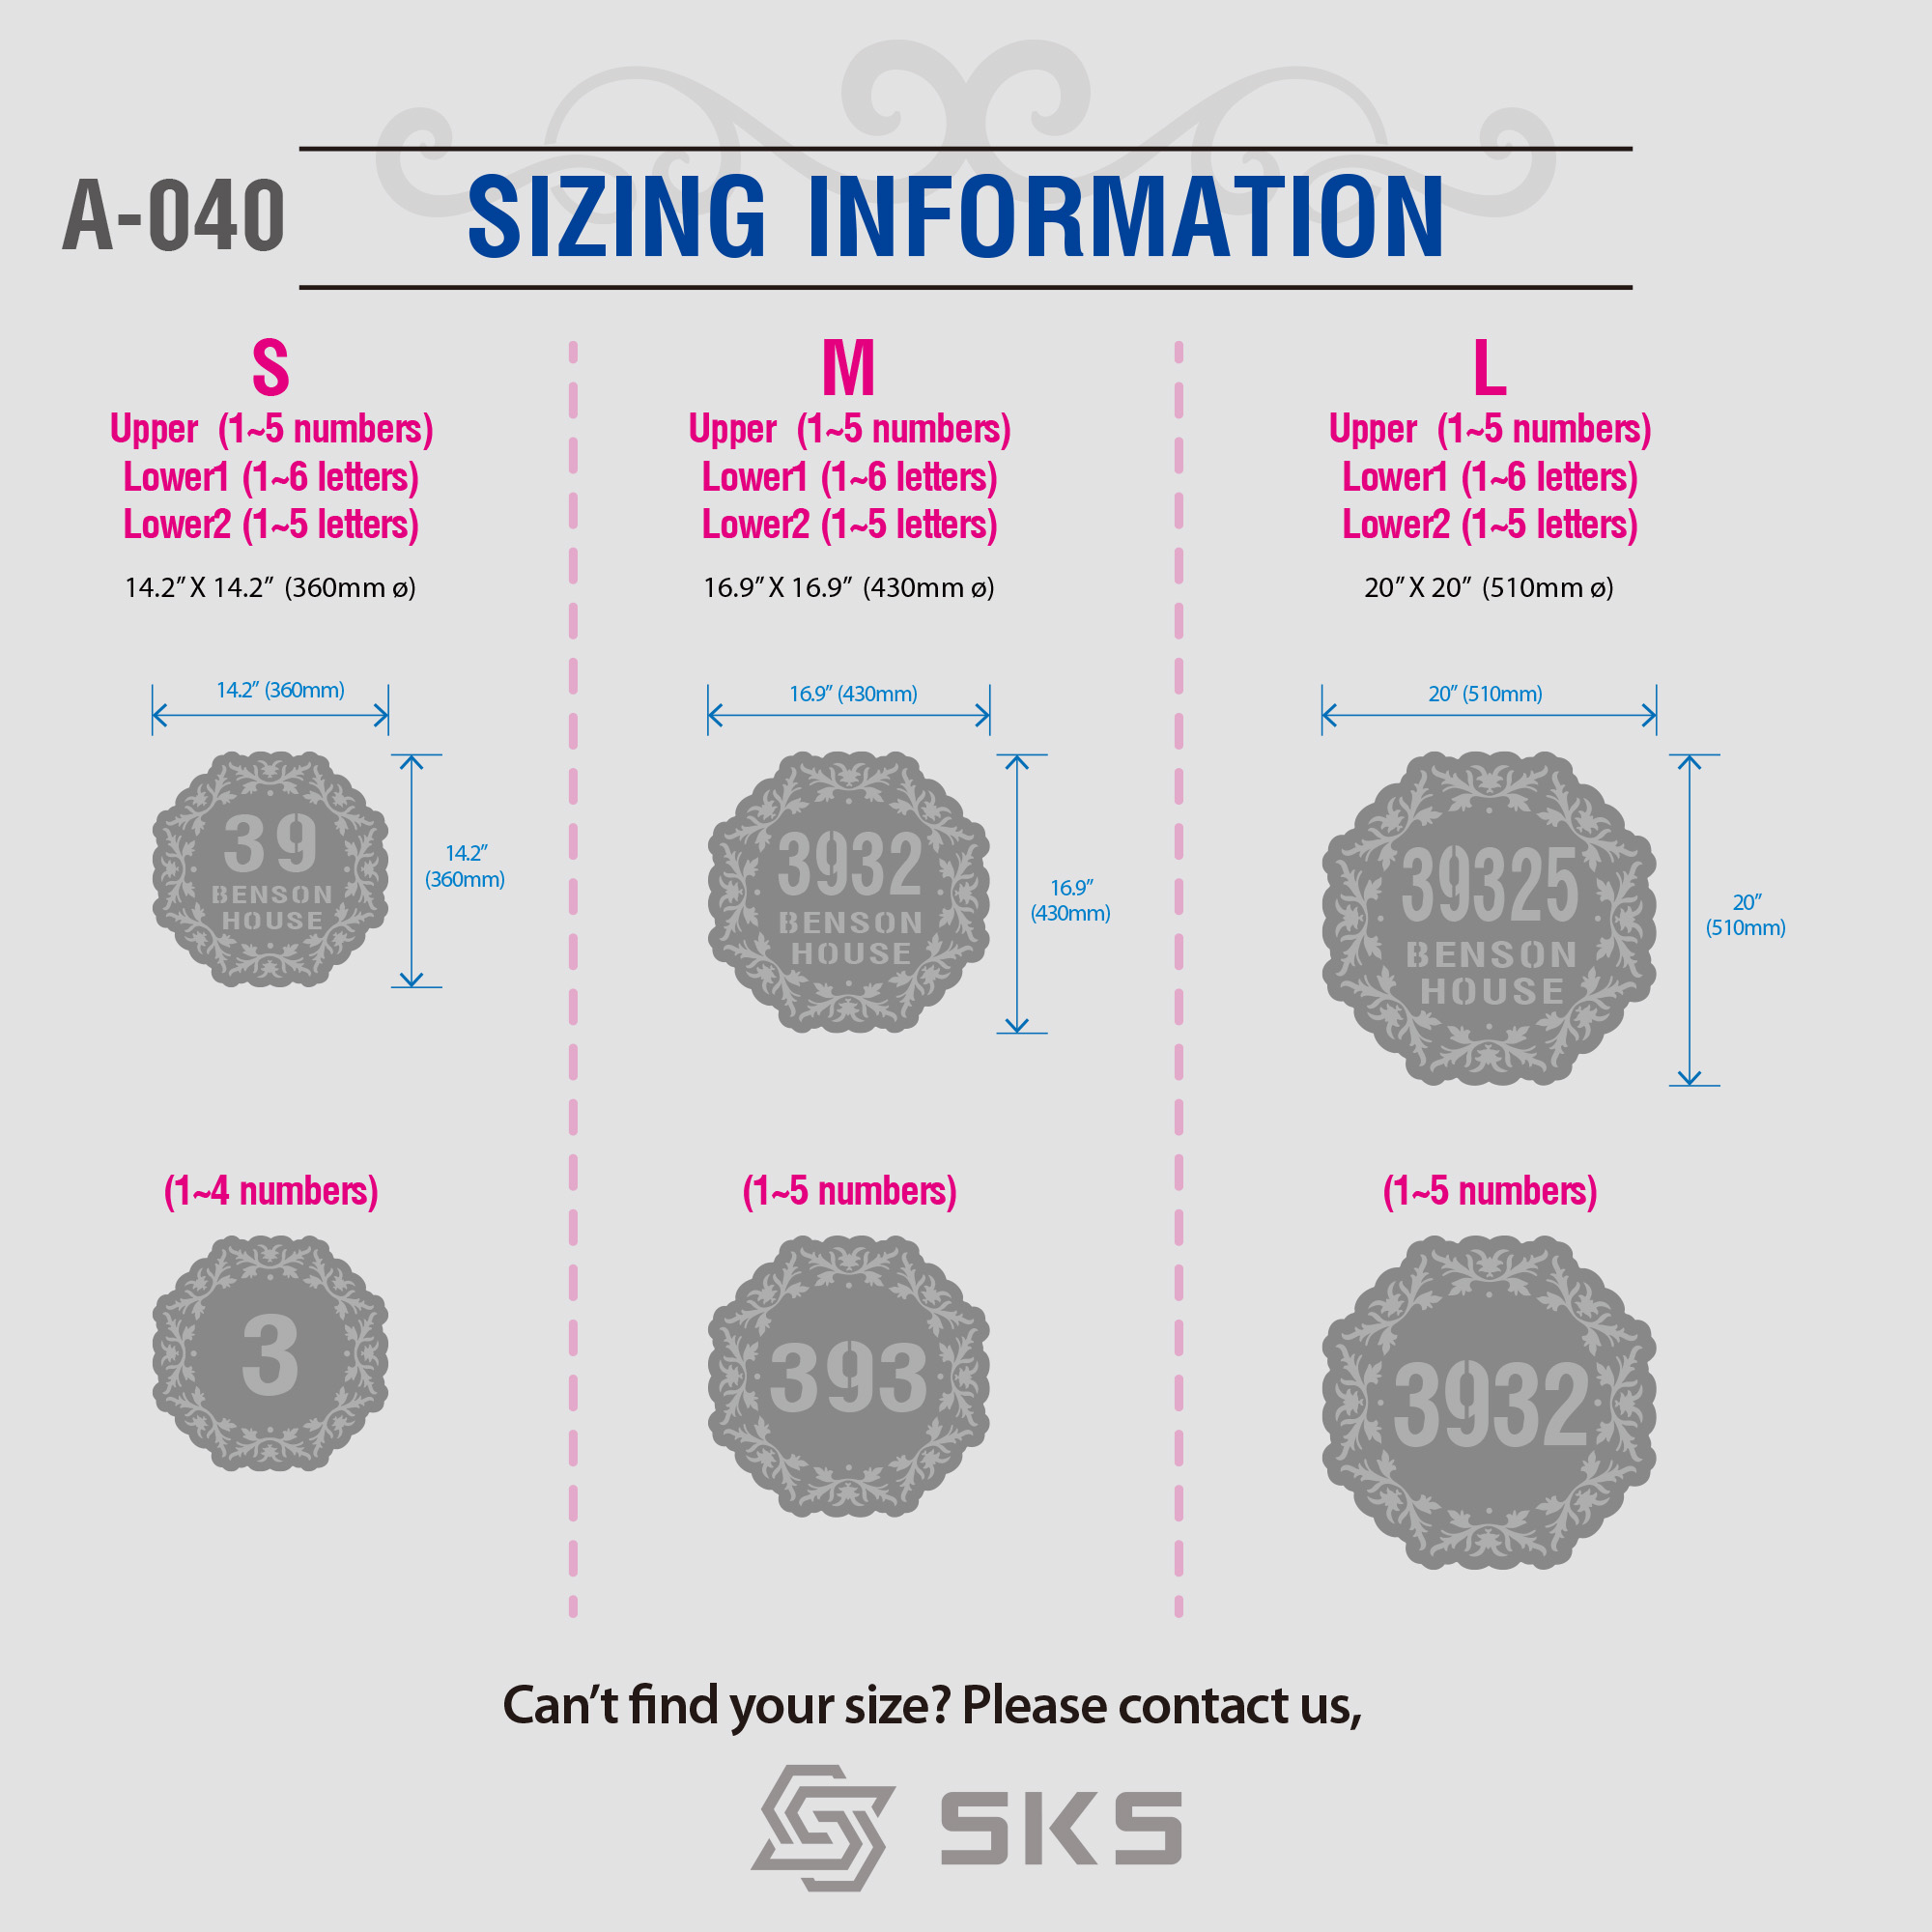 A-040
SIZING INFORMATION
S
Upper (1~5 numbers)
Lower1 (1~6 letters)
Lower2 (1~5 letters)
14.2” X 14.2” (360mm ø)
14.2” (360mm)
14.2”
(360mm)
39
BENSON
HOUSE
(1~4 numbers)
3
M
Upper (1~5 numbers)
Lower1 (1~6 letters)
Lower2 (1~5 letters)
16.9” X 16.9” (430mm ø)
16.9” (430mm)
16.9”
(430mm)
3932
BENSON
HOUSE
(1~5 numbers)
393
L
Upper (1~5 numbers)
Lower1 (1~6 letters)
Lower2 (1~5 letters)
20” X 20” (510mm ø)
20” (510mm)
20”
(510mm)
39325
BENSON
HOUSE
(1~5 numbers)
3932
Can’t find your size? Please contact us,
SKS